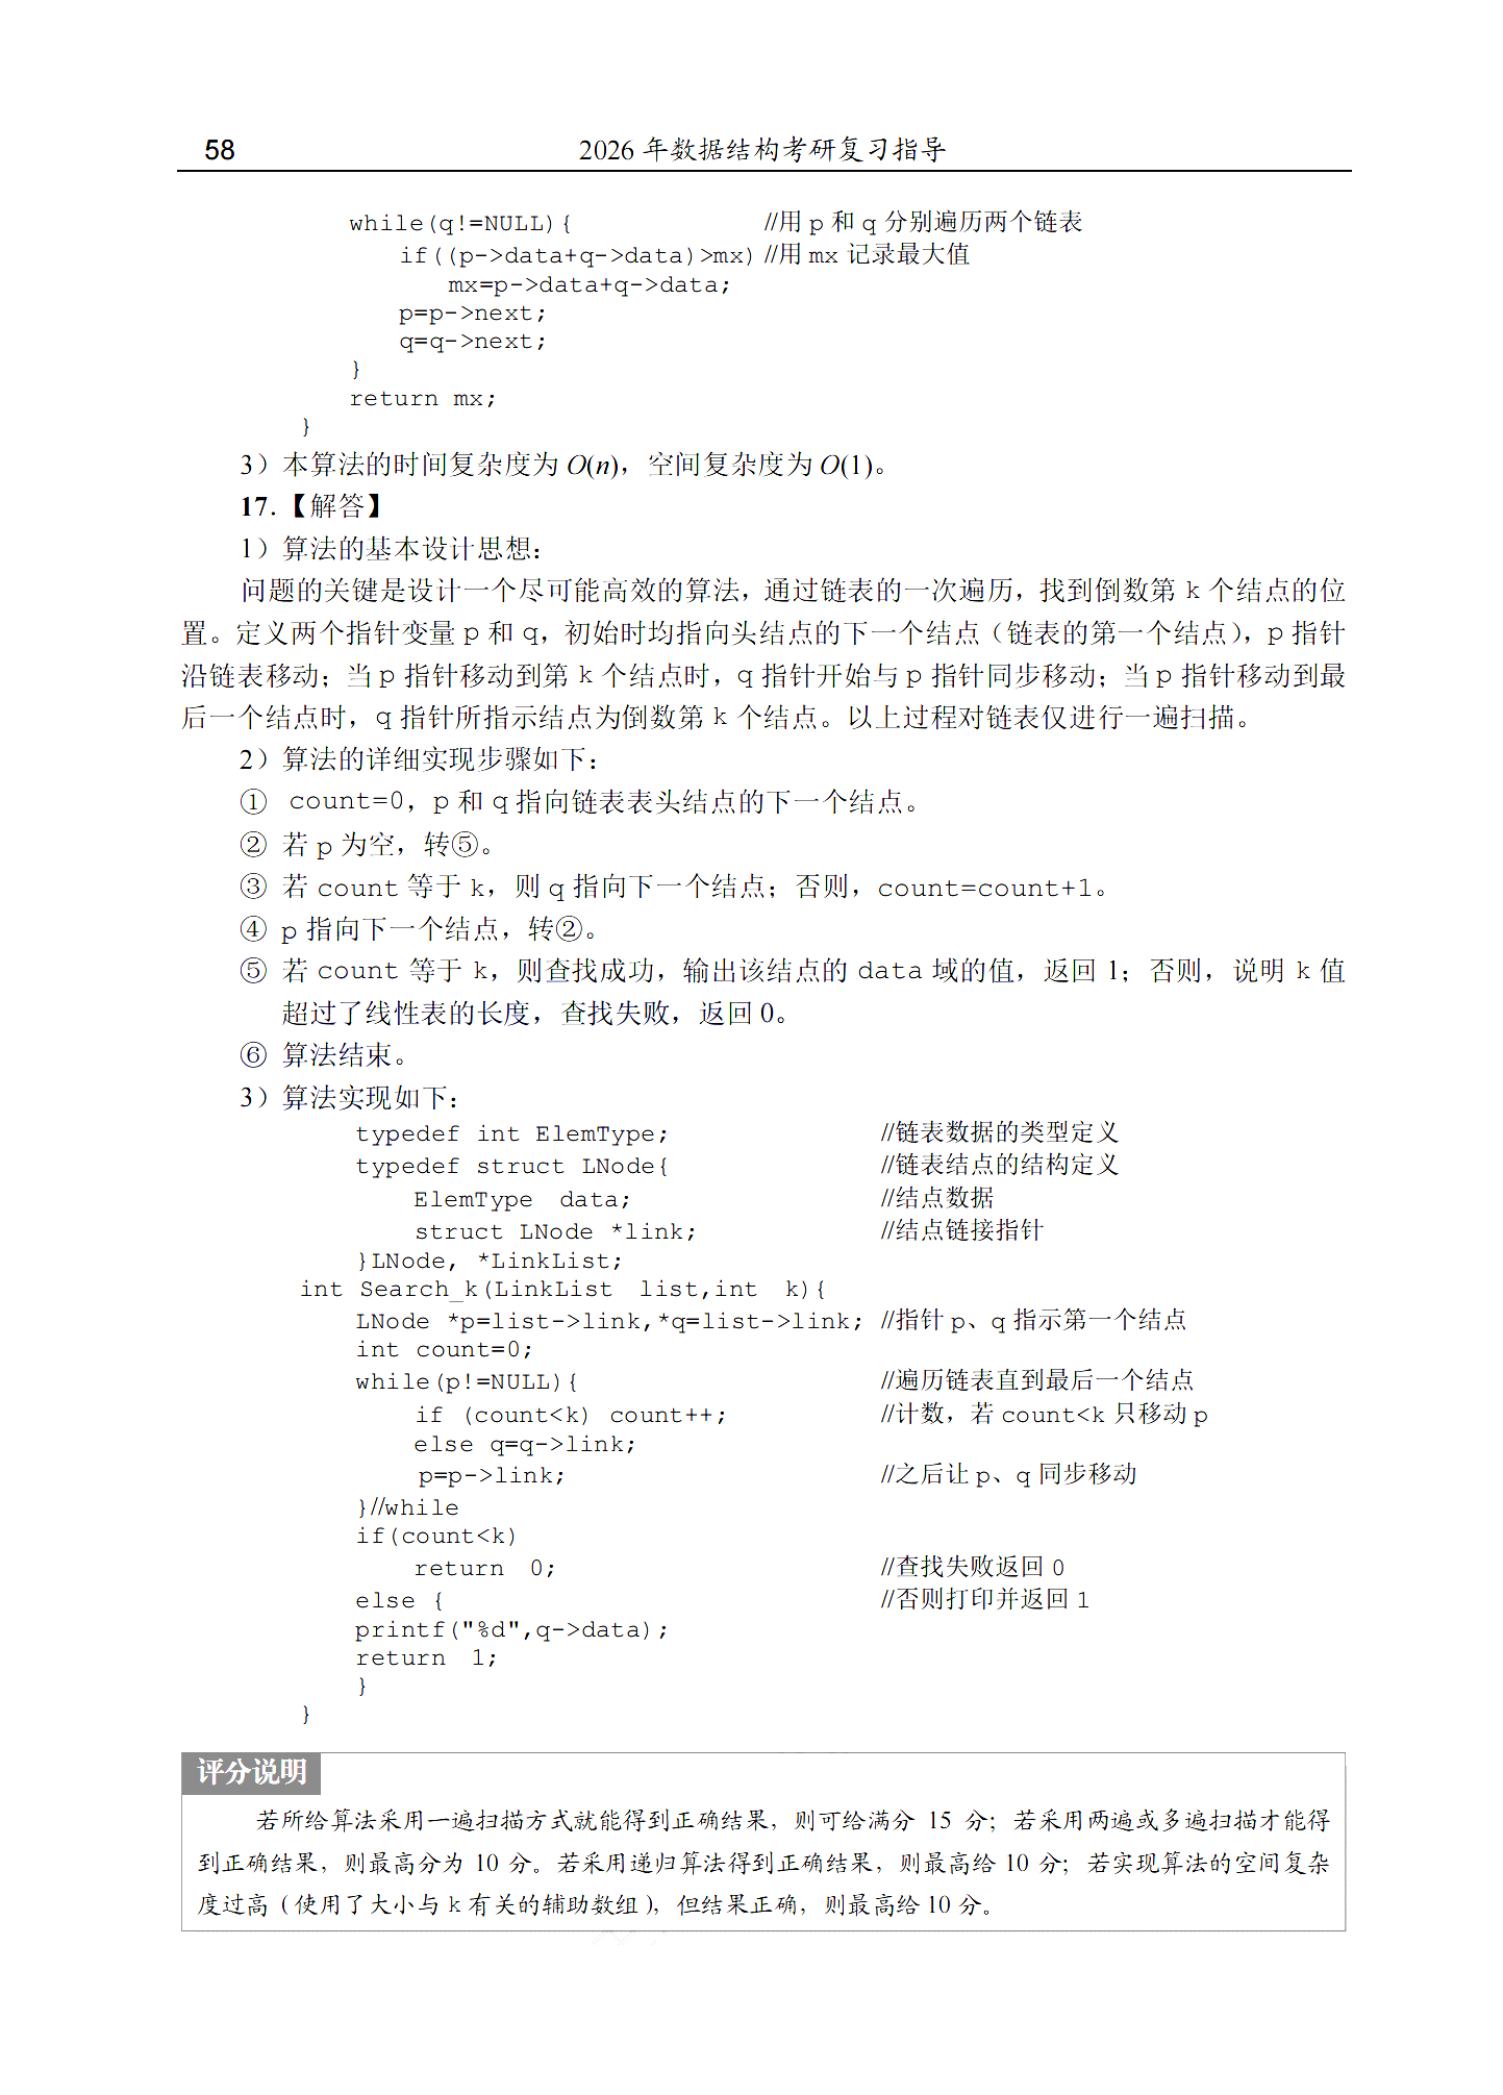 58
2026 年数据结构考研复习指导
while(q!=NULL){ //用 p 和 q 分别遍历两个链表
if((p->data+q->data)>mx) //用 mx 记录最大值
mx=p->data+q->data;
p=p->next;
q=q->next;
}
return mx;
}
3）本算法的时间复杂度为 O(n)，空间复杂度为 O(1)。
17.【解答】
1）算法的基本设计思想：
问题的关键是设计一个尽可能高效的算法，通过链表的一次遍历，找到倒数第 k 个结点的位
置。定义两个指针变量 p 和 q，初始时均指向头结点的下一个结点（链表的第一个结点），p 指针
沿链表移动；当 p 指针移动到第 k 个结点时，q 指针开始与 p 指针同步移动；当 p 指针移动到最
后一个结点时，q 指针所指示结点为倒数第 k 个结点。以上过程对链表仅进行一遍扫描。
2）算法的详细实现步骤如下：
① count=0，p 和 q 指向链表表头结点的下一个结点。
② 若 p 为空，转⑤。
③ 若 count 等于 k，则 q 指向下一个结点；否则，count=count+1。
④ p 指向下一个结点，转②。
⑤ 若 count 等于 k，则查找成功，输出该结点的 data 域的值，返回 1；否则，说明 k 值
超过了线性表的长度，查找失败，返回 0。
⑥ 算法结束。
3）算法实现如下：
typedef int ElemType; //链表数据的类型定义
typedef struct LNode{ //链表结点的结构定义
ElemType data; //结点数据
struct LNode *link; //结点链接指针
}LNode, *LinkList;
int Search_k(LinkList list,int k){
LNode *p=list->link,*q=list->link; //指针 p、q 指示第一个结点
int count=0;
while(p!=NULL){ //遍历链表直到最后一个结点
if (count<k) count++; //计数，若 count<k 只移动 p
else q=q->link;
p=p->link; //之后让 p、q 同步移动
}//while
if(count<k)
return 0; //查找失败返回 0
else { //否则打印并返回 1
printf("%d",q->data);
return 1;
}
}
评分说明
若所给算法采用一遍扫描方式就能得到正确结果，则可给满分 15 分；若采用两遍或多遍扫描才能得
到正确结果，则最高分为 10 分。若采用递归算法得到正确结果，则最高给 10 分；若实现算法的空间复杂
度过高（使用了大小与 k 有关的辅助数组），但结果正确，则最高给 10 分。